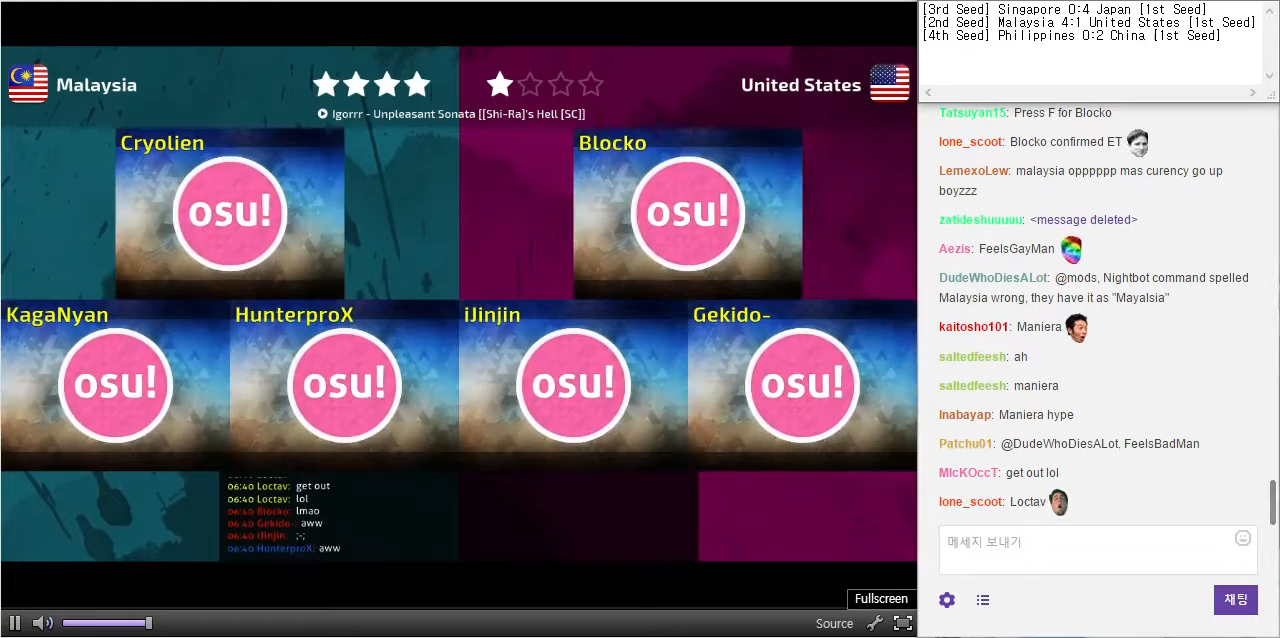 [3rd Seed] Singapore 0:4 Japan [1st Seed]
[2nd Seed] Malaysia 4:1 United States [1st Seed]
[4th Seed] Philippines 0:2 China [1st Seed]
Malaysia
United States
Igorrr - Unpleasant Sonata [[Shi-Ra]'s Hell [SC]]
Cryolien
osu!
Blocko
osu!
KagaNyan
osu!
HunterproX
osu!
iJinjin
osu!
Gekido-
osu!
06:40 Loctav: get out
06:40 Loctav: lol
06:40 Blocko: lmao
06:40 Gekido-: aww
06:40 iJinjin: ;-;
06:40 HunterproX: aww
Fullscreen
Source
Tatsuyan15: Press F for Blocko
lone_scoot: Blocko confirmed ET
LemexoLew: malaysia opppppp mas curency go up
boyzzz
zatideshuuuuu: <message deleted>
Aezis: FeelsGayMan
DudeWhoDiesALot: @mods, Nightbot command spelled
Malaysia wrong, they have it as "Mayalsia"
kaitosho101: Maniera
saltedfeesh: ah
saltedfeesh: maniera
Inabayap: Maniera hype
Patchu01: @DudeWhoDiesALot, FeelsBadMan
MicKOccT: get out lol
lone_scoot: Loctav
메세지 보내기
채팅